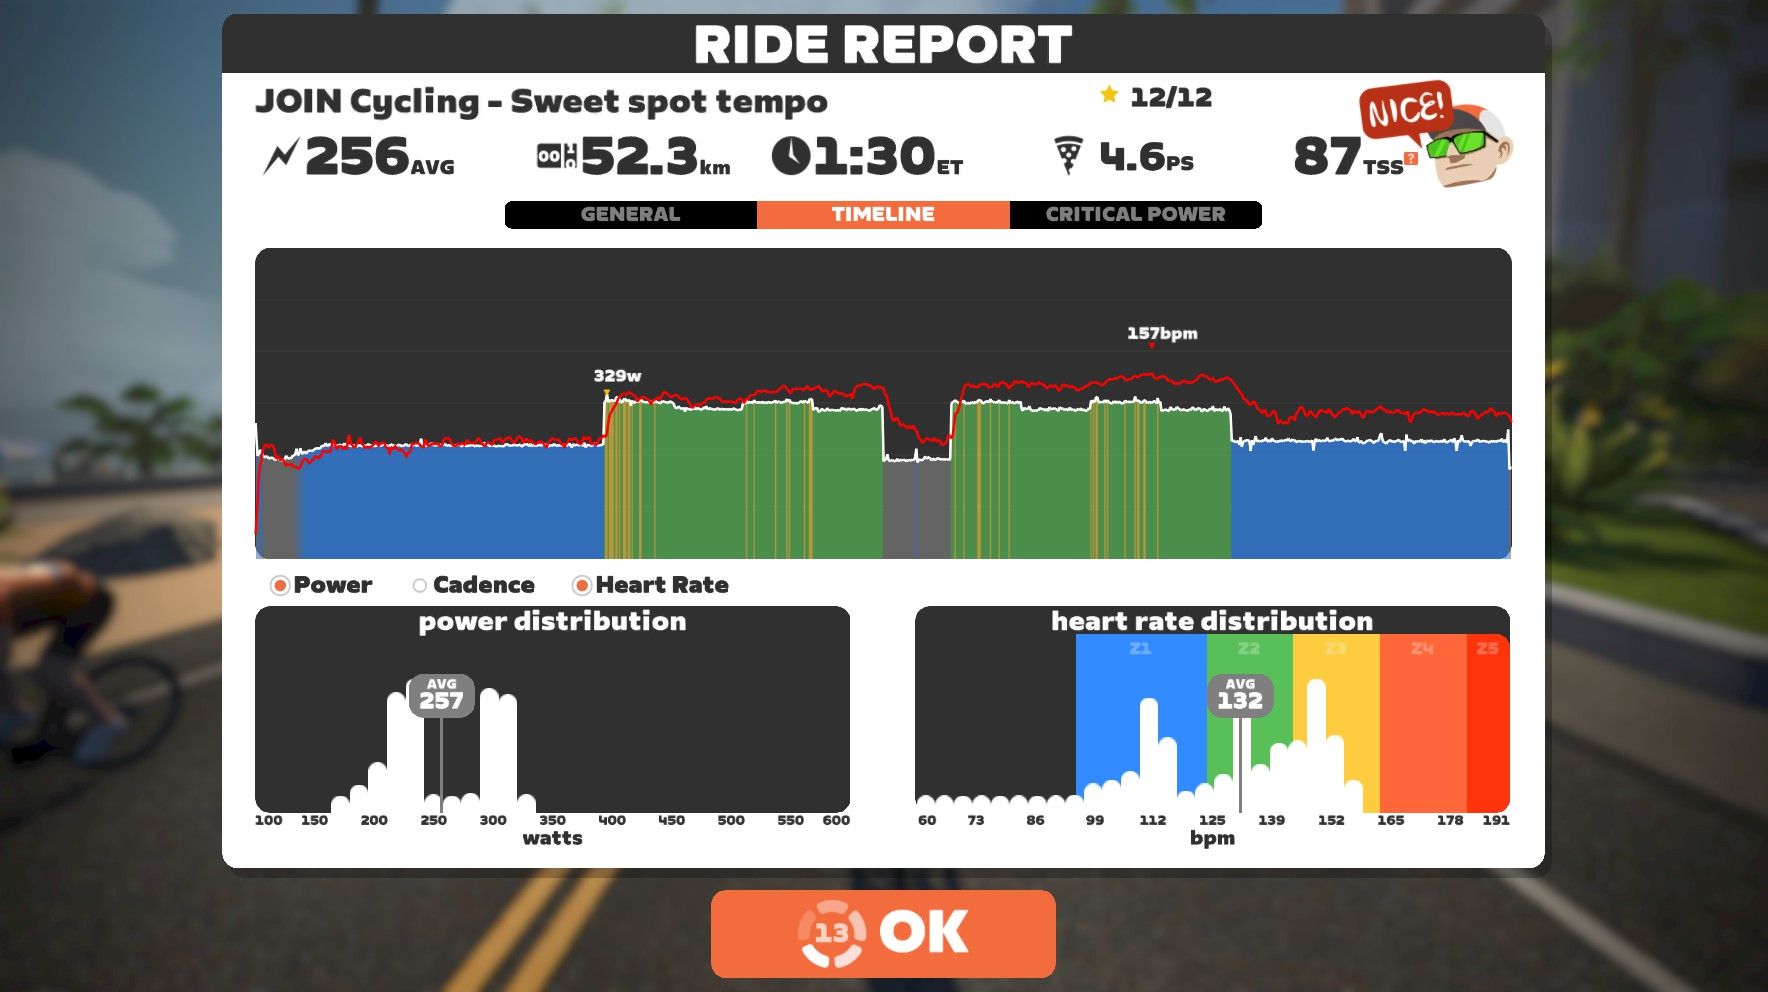 RIDE REPORT
JOIN Cycling - Sweet spot tempo
12/12
NICE!
256AVG
52.3km
1:30ET
4.6PS
87TSS?
GENERAL
TIMELINE
CRITICAL POWER
157bpm
329w
Power
Cadence
Heart Rate
power distribution
AVG
257
100 150 200 250 300 350 400 450 500 550 600
watts
heart rate distribution
Z1 Z2 Z3 Z4 Z5
AVG
132
60 73 86 99 112 125 139 152 165 178 191
bpm
13 OK